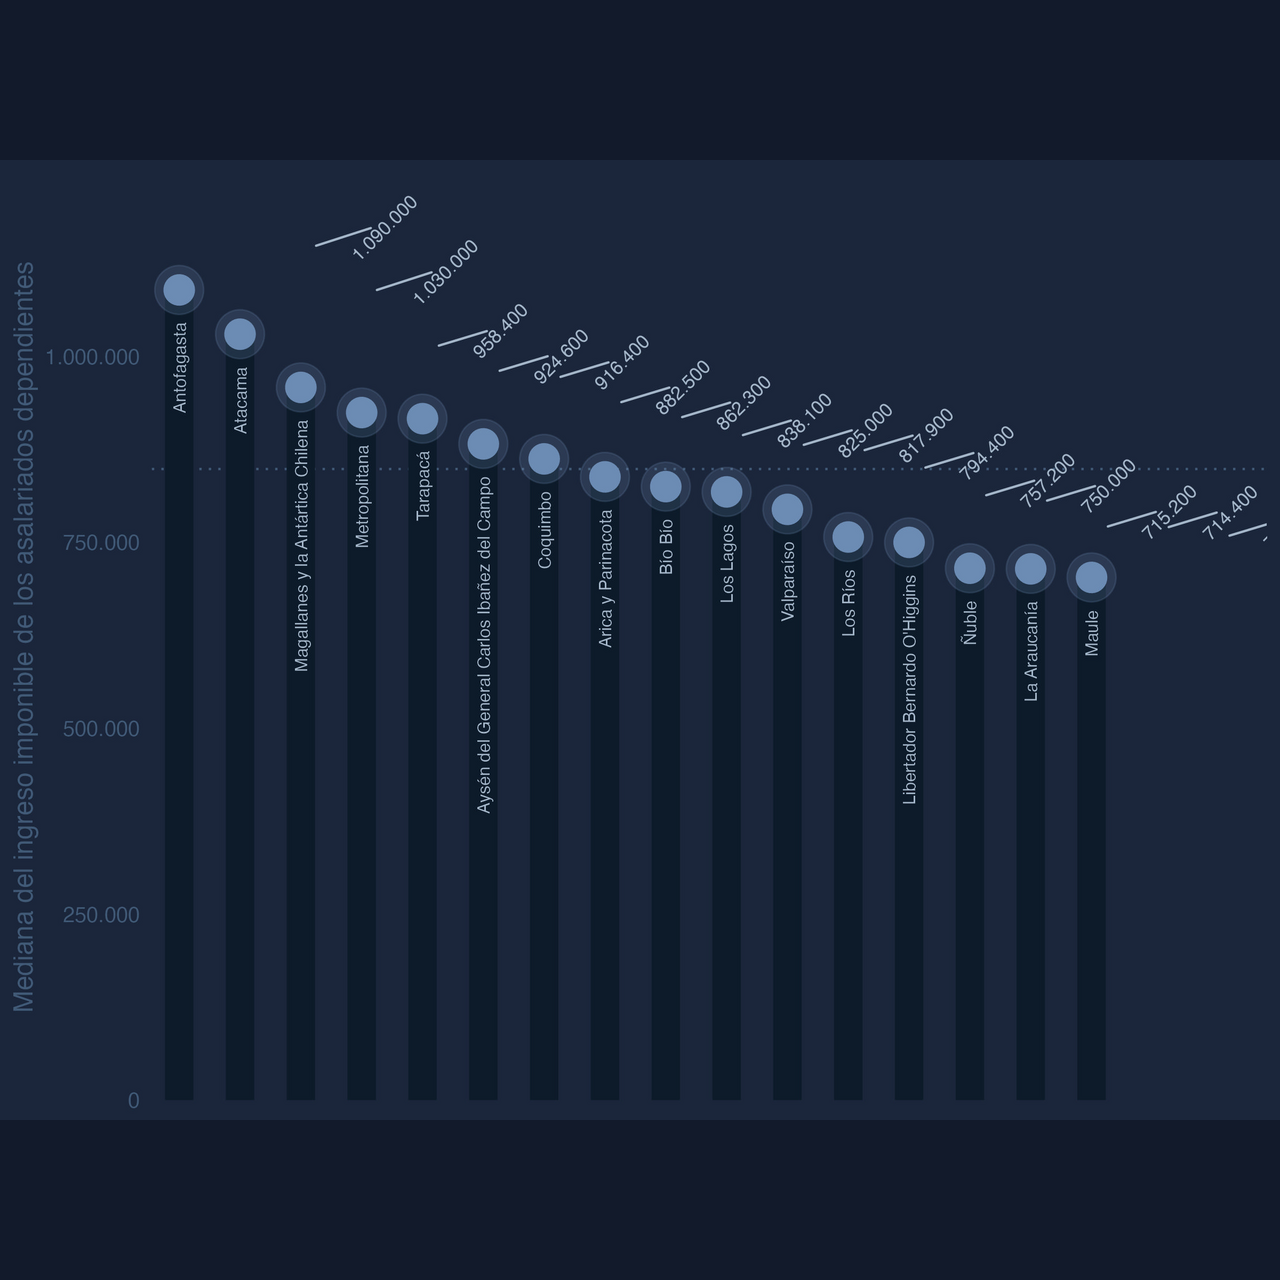 Mediana del ingreso imponible de los asalariados dependientes
1.000.000
750.000
500.000
250.000
0
1.090.000
1.030.000
958.400
924.600
916.400
882.500
862.300
838.100
825.000
817.900
794.400
757.200
750.000
715.200
714.400
Antofagasta
Atacama
Magallanes y la Antártica Chilena
Metropolitana
Tarapacá
Aysén del General Carlos Ibañez del Campo
Coquimbo
Arica y Parinacota
Bío Bío
Los Lagos
Valparaíso
Los Ríos
Libertador Bernardo O'Higgins
Ñuble
La Araucanía
Maule